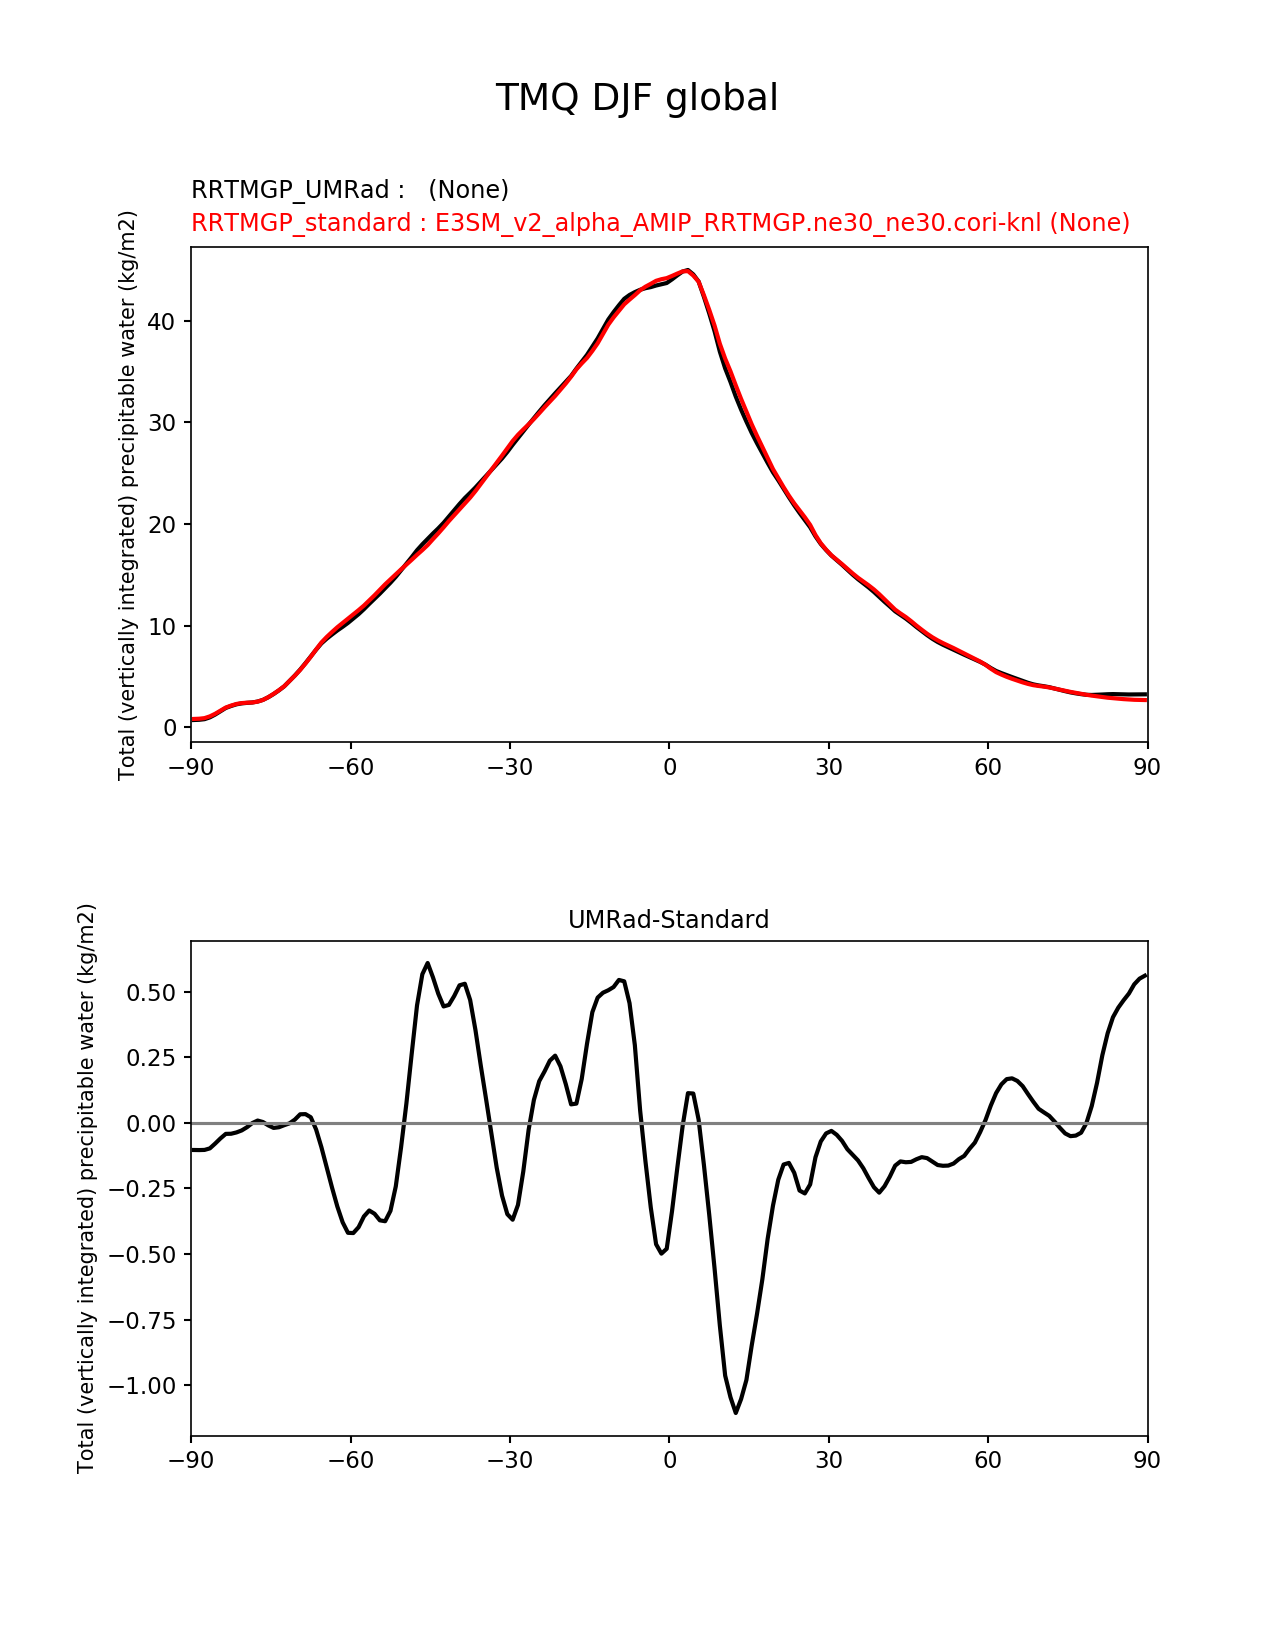 TMQ DJF global
RRTMGP_UMRad :   (None)
RRTMGP_standard : E3SM_v2_alpha_AMIP_RRTMGP.ne30_ne30.cori-knl (None)
Total (vertically integrated) precipitable water (kg/m2)
40
30
20
10
0
−90 −60 −30 0 30 60 90
UMRad-Standard
Total (vertically integrated) precipitable water (kg/m2)
0.50
0.25
0.00
−0.25
−0.50
−0.75
−1.00
−90 −60 −30 0 30 60 90